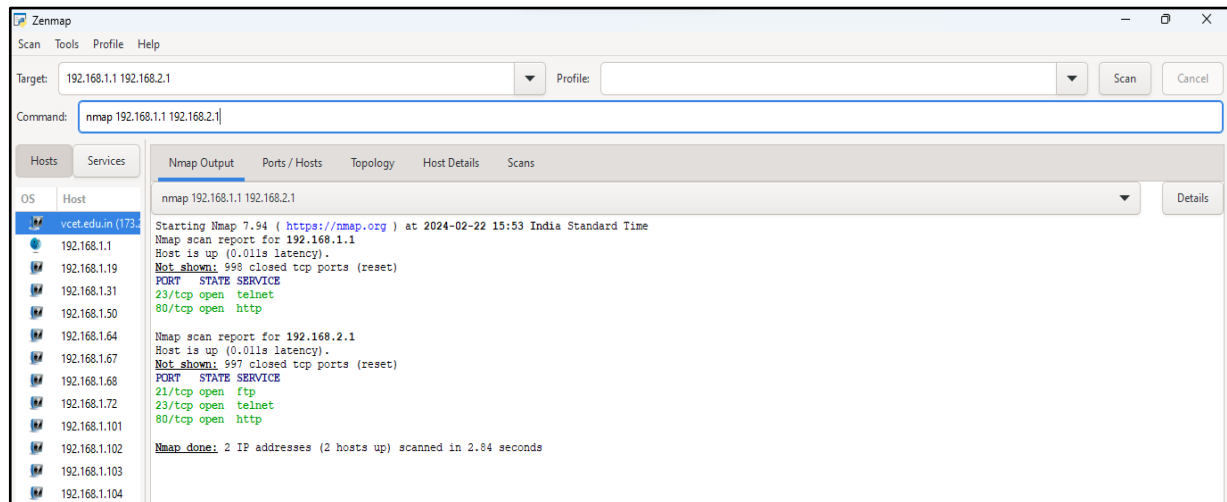 Zenmap
Scan Tools Profile Help
Target: 192.168.1.1 192.168.2.1 Profile: Scan Cancel
Command: nmap 192.168.1.1 192.168.2.1
Hosts Services Nmap Output Ports / Hosts Topology Host Details Scans
OS Host nmap 192.168.1.1 192.168.2.1 Details
vcet.edu.in (173.2
192.168.1.1
192.168.1.19
192.168.1.31
192.168.1.50
192.168.1.64
192.168.1.67
192.168.1.68
192.168.1.72
192.168.1.101
192.168.1.102
192.168.1.103
192.168.1.104
Starting Nmap 7.94 ( https://nmap.org ) at 2024-02-22 15:53 India Standard Time
Nmap scan report for 192.168.1.1
Host is up (0.01s latency).
Not shown: 998 closed tcp ports (reset)
PORT STATE SERVICE
23/tcp open telnet
80/tcp open http
Nmap scan report for 192.168.2.1
Host is up (0.011s latency).
Not shown: 997 closed tcp ports (reset)
PORT STATE SERVICE
21/tcp open ftp
23/tcp open telnet
80/tcp open http
Nmap done: 2 IP addresses (2 hosts up) scanned in 2.84 seconds